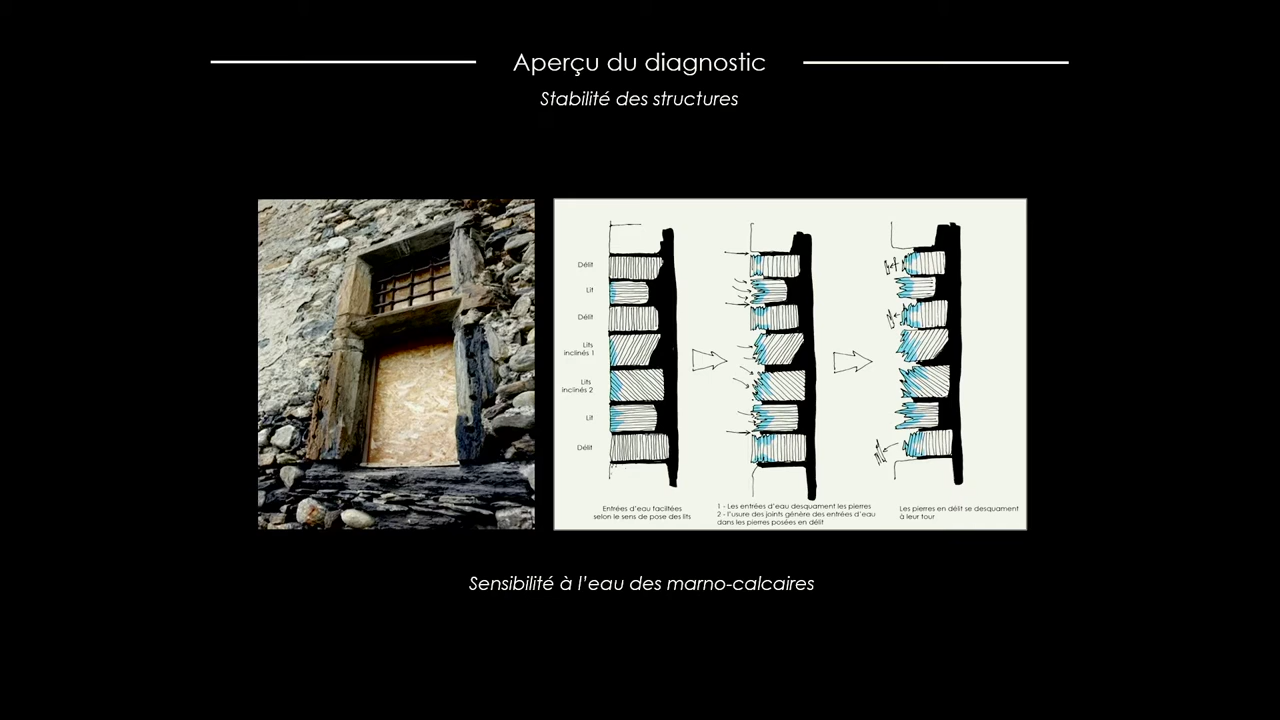 Aperçu du diagnostic
Stabilité des structures
Délit
Lit
Délit
Lits
inclinés 1
Lits
inclinés 2
Lit
Délit
Entrées d'eau facilitées
selon le sens de pose des lits
1 - Les entrées d'eau desquament les pierres
2 - l'usure des joints génère des entrées d'eau
dans les pierres posées en délit
Les pierres en délit se desquament
à leur tour
Sensibilité à l'eau des marno-calcaires